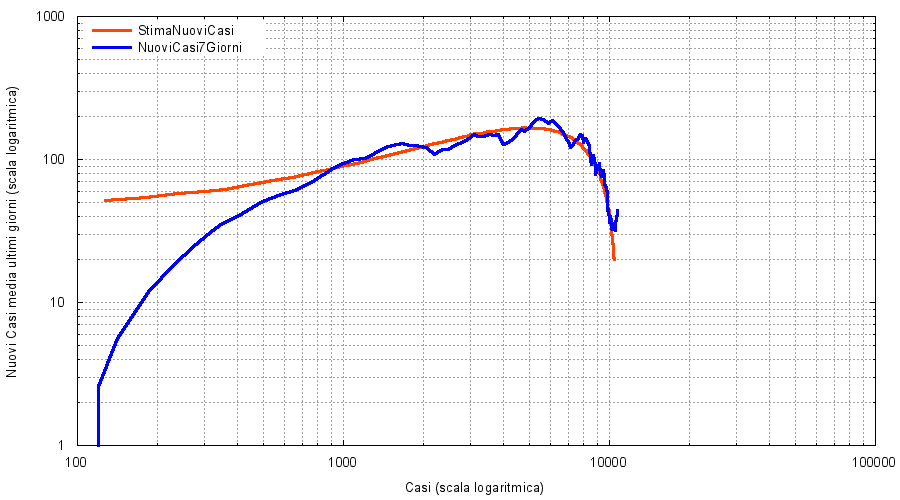 1000
StimaNuoviCasi
NuoviCasi7Giorni
100
10
1
Nuovi Casi media ultimi giorni (scala logaritmica)
100
1000
10000
100000
Casi (scala logaritmica)